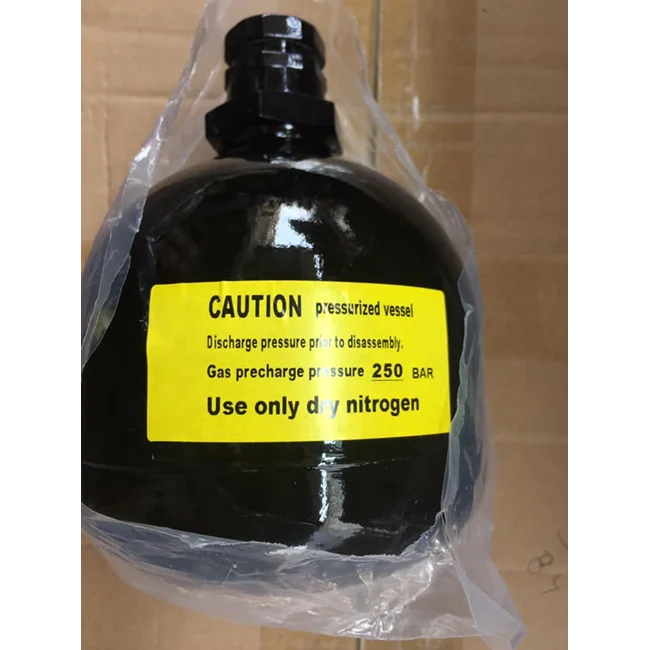 CAUTION pressurized vessel
Discharge pressure prior to disassembly.
Gas precharge pressure 250 BAR
Use only dry nitrogen